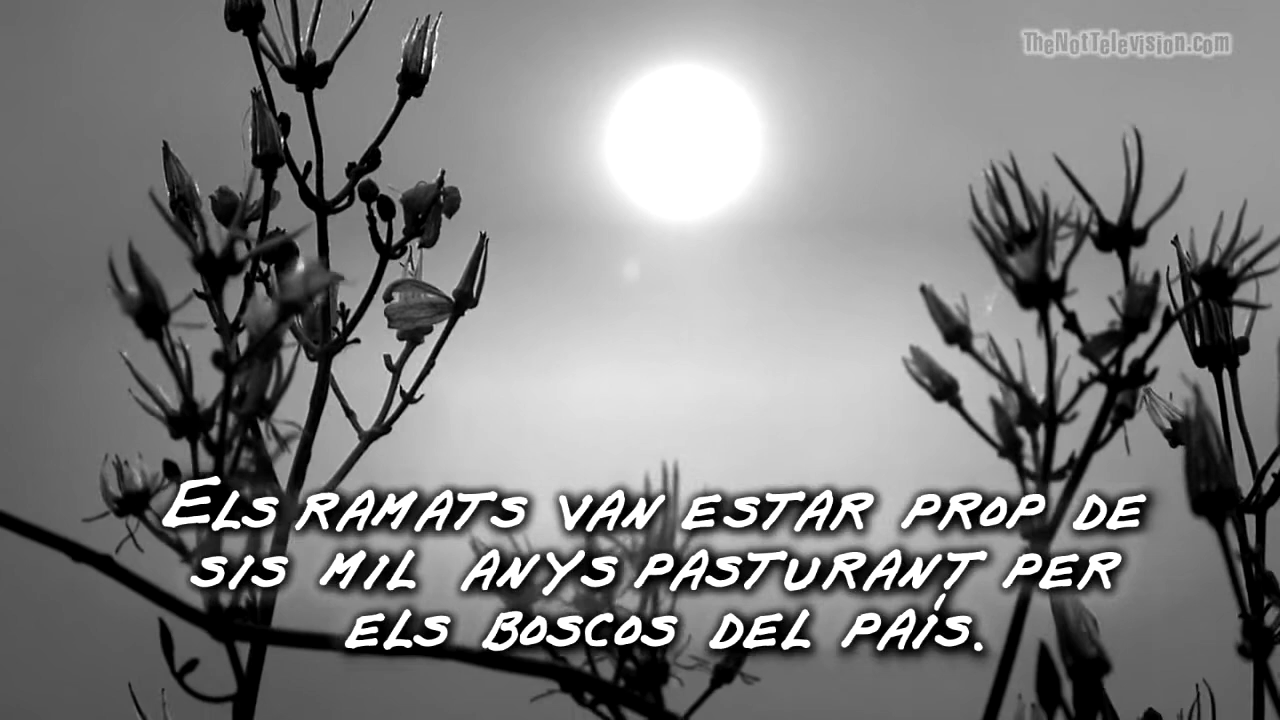 TheNotTelevision.com
Els ramats van estar prop de
sis mil anys pasturant per
els boscos del país.